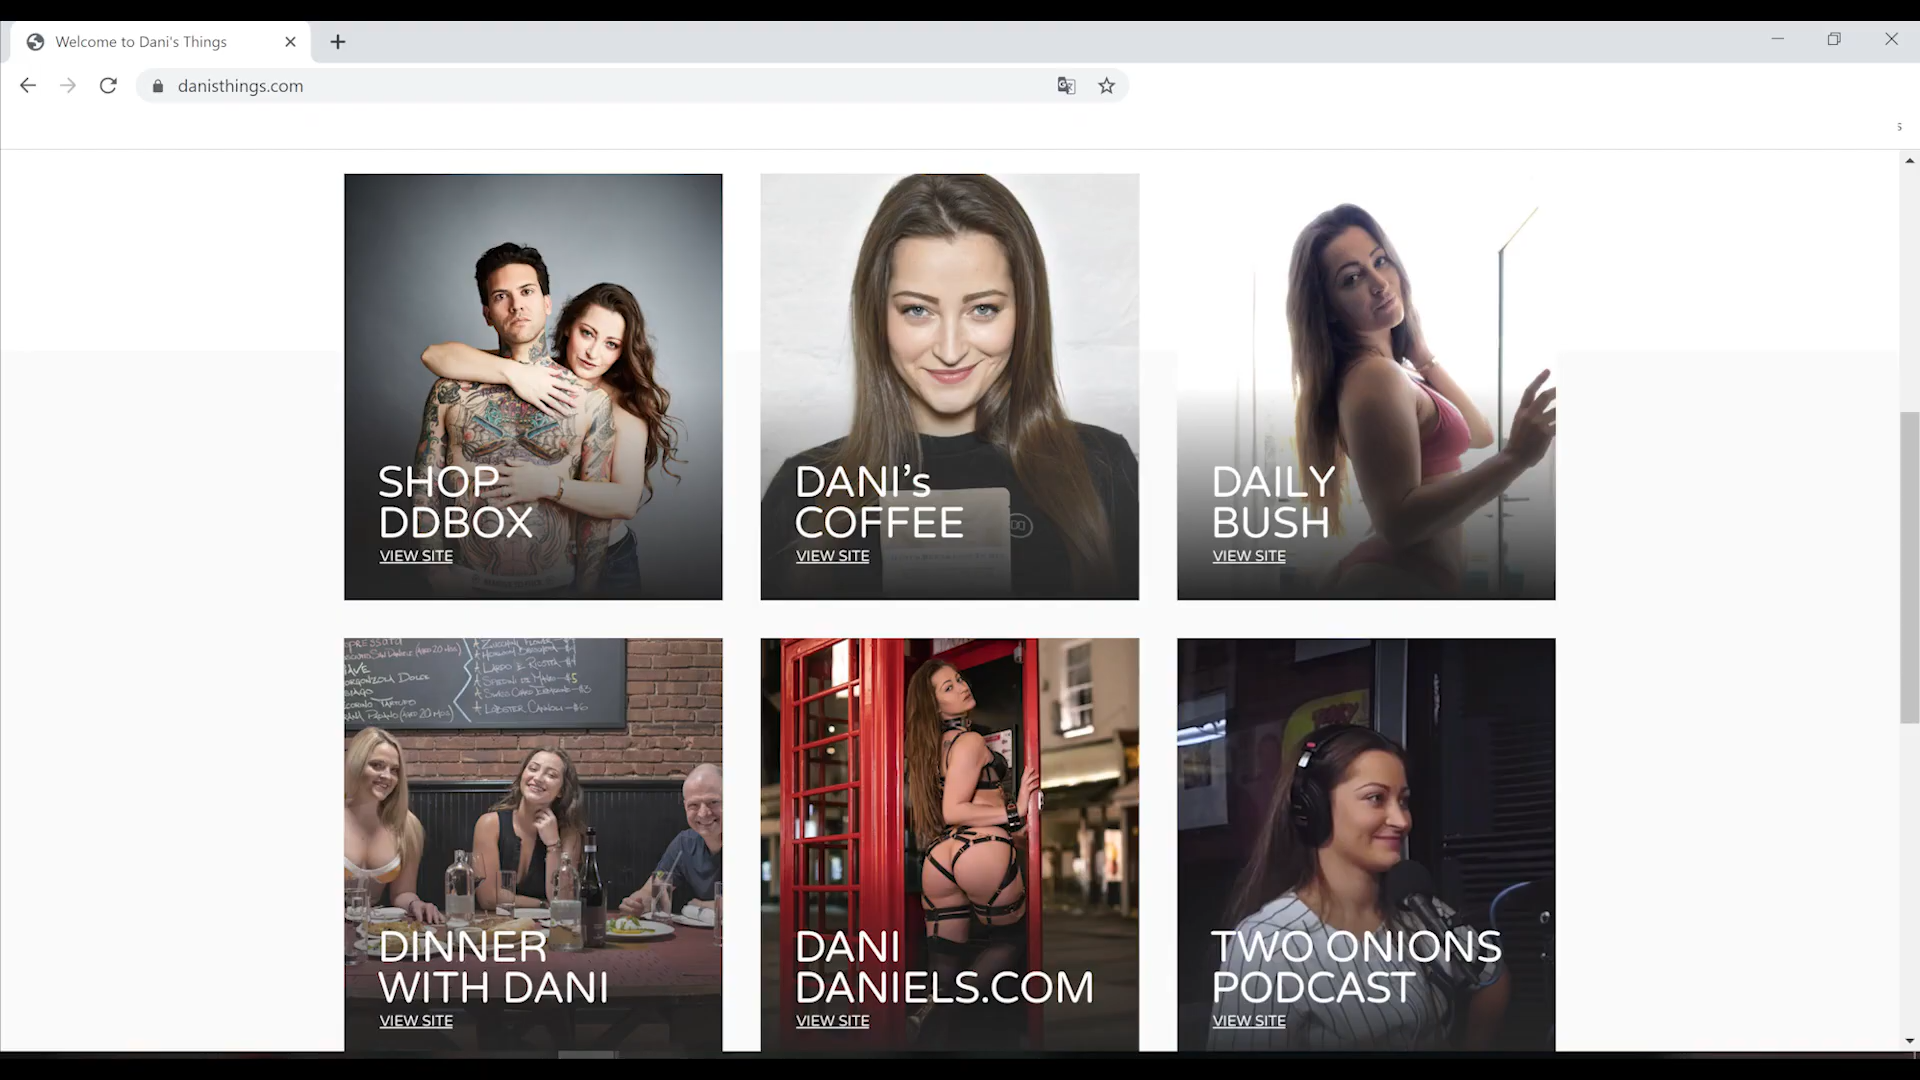 Welcome to Dani's Things
danisthings.com
s
SHOP
DDBOX
VIEW SITE
DANI's
COFFEE
VIEW SITE
DAILY
BUSH
VIEW SITE
DINNER
WITH DANI
VIEW SITE
DANI
DANIELS.COM
VIEW SITE
TWO ONIONS
PODCAST
VIEW SITE